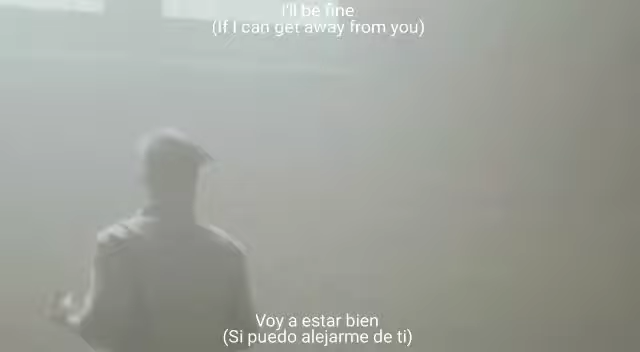 I'll be fine
(If I can get away from you)
Voy a estar bien
(Si puedo alejarme de ti)